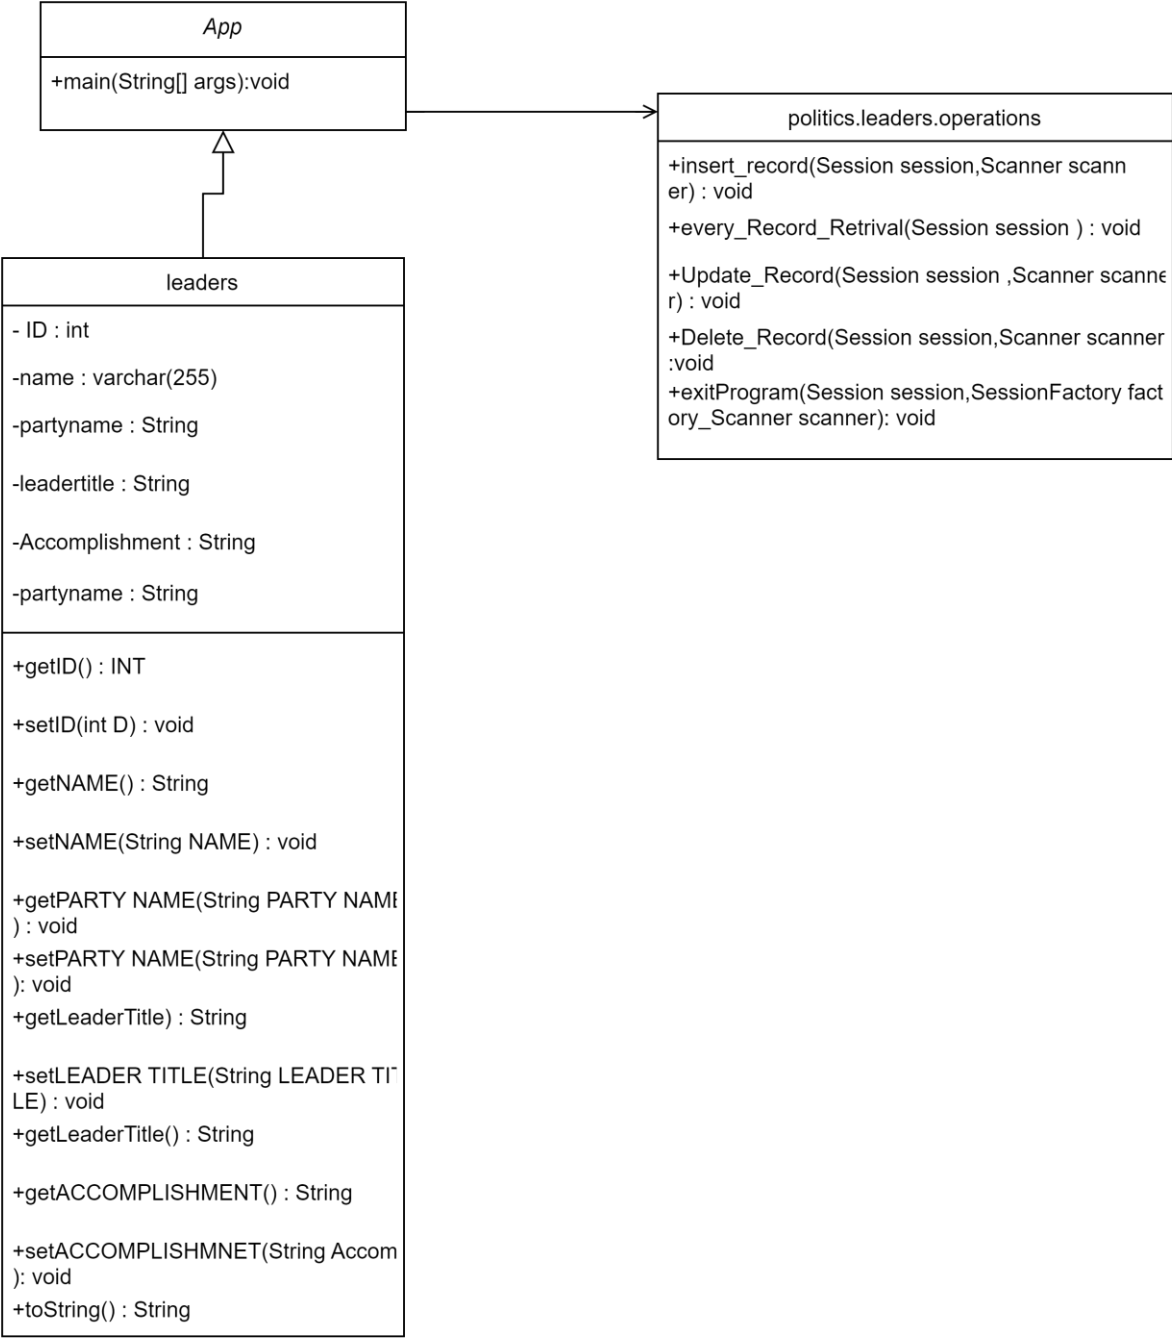 App
+main(String[] args):void
politics.leaders.operations
+insert_record(Session session,Scanner scann
er) : void
+every_Record_Retrival(Session session ) : void
+Update_Record(Session session ,Scanner scanne
r) : void
+Delete_Record(Session session,Scanner scanner
:void
+exitProgram(Session session,SessionFactory fact
ory_Scanner scanner): void
leaders
- ID : int
-name : varchar(255)
-partyname : String
-leadertitle : String
-Accomplishment : String
-partyname : String
+getID() : INT
+setID(int D) : void
+getNAME() : String
+setNAME(String NAME) : void
+getPARTY NAME(String PARTY NAME
) : void
+setPARTY NAME(String PARTY NAME
): void
+getLeaderTitle) : String
+setLEADER TITLE(String LEADER TIT
LE) : void
+getLeaderTitle() : String
+getACCOMPLISHMENT() : String
+setACCOMPLISHMNET(String Accom
): void
+toString() : String